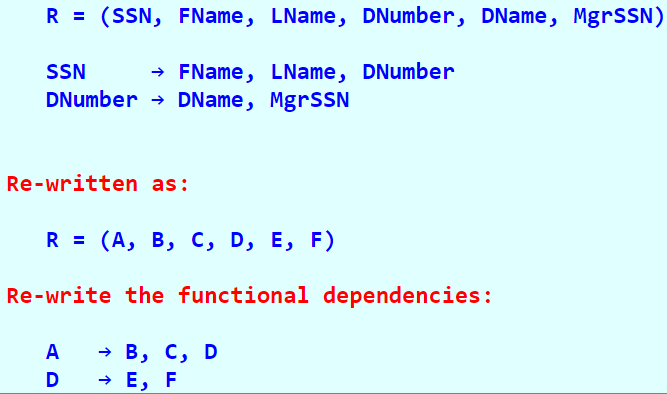 R = (SSN, FName, LName, DNumber, DName, MgrSSN)
SSN → FName, LName, DNumber
DNumber → DName, MgrSSN
Re-written as:
R = (A, B, C, D, E, F)
Re-write the functional dependencies:
A → B, C, D
D → E, F